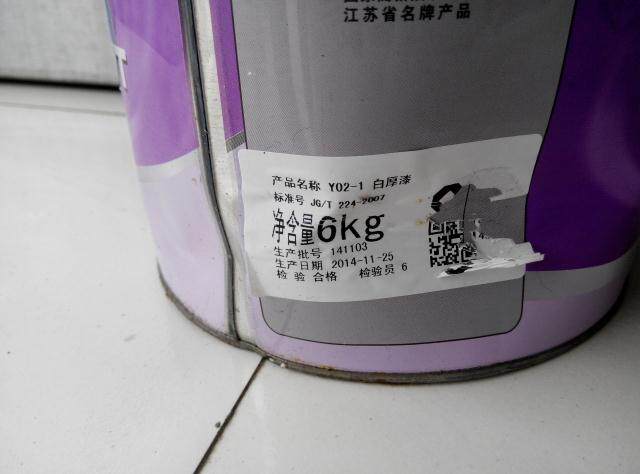 江苏省名牌产品
T
产品名称 Y02-1 白厚漆
标准号 JG/T 224-2007
净含量6kg
生产批号 141103
生产日期 2014-11-25
检 验 合格 检验员 6